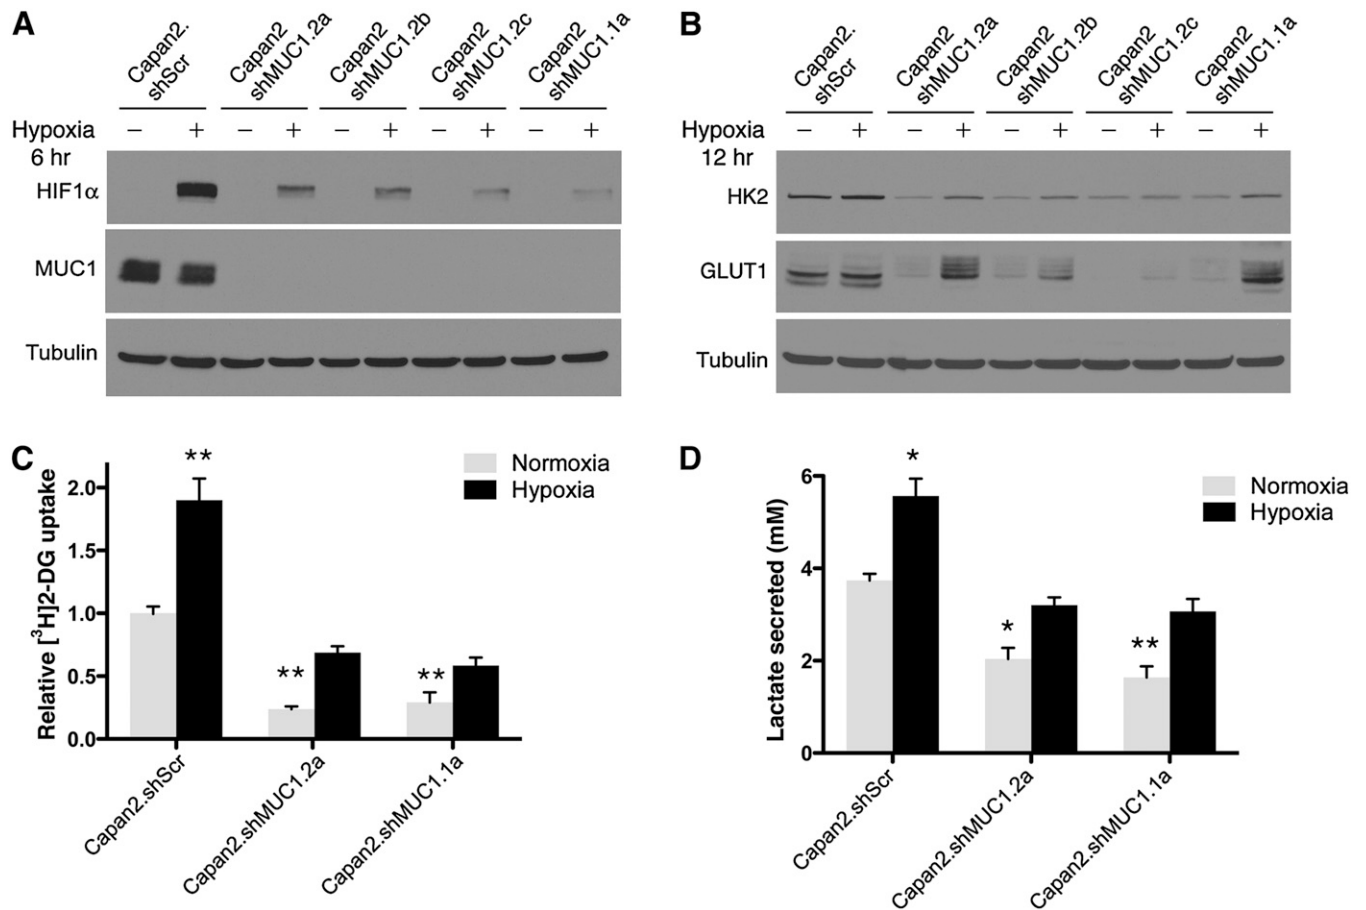 A
Capan2.
shScr
Capan2
shMUC1.2a
Capan2
shMUC1.2b
Capan2
shMUC1.2c
Capan2
shMUC1.1a
Hypoxia − + − + − + − + − +
6 hr
HIF1α
MUC1
Tubulin
B
Capan2.
shScr
Capan2
shMUC1.2a
Capan2
shMUC1.2b
Capan2
shMUC1.2c
Capan2
shMUC1.1a
Hypoxia − + − + − + − + − +
12 hr
HK2
GLUT1
Tubulin
C
Relative [³H]2-DG uptake
2.0
1.5
1.0
0.5
0.0
**
**
**
Normoxia
Hypoxia
Capan2.shScr
Capan2.shMUC1.2a
Capan2.shMUC1.1a
D
Lactate secreted (mM)
6
4
2
0
*
*
**
Normoxia
Hypoxia
Capan2.shScr
Capan2.shMUC1.2a
Capan2.shMUC1.1a